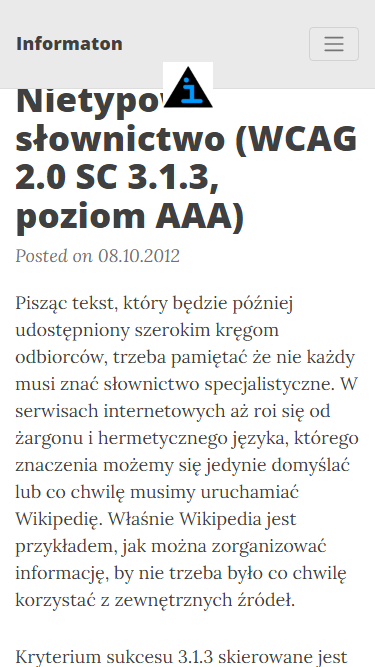 Informaton
Nietypowe
słownictwo (WCAG
2.0 SC 3.1.3,
poziom AAA)
Posted on 08.10.2012
Pisząc tekst, który będzie później
udostępniony szerokim kręgom
odbiorców, trzeba pamiętać że nie każdy
musi znać słownictwo specjalistyczne. W
serwisach internetowych aż roi się od
żargonu i hermetycznego języka, którego
znaczenia możemy się jedynie domyślać
lub co chwilę musimy uruchamiać
Wikipedię. Właśnie Wikipedia jest
przykładem, jak można zorganizować
informację, by nie trzeba było co chwilę
korzystać z zewnętrznych źródeł.
Kryterium sukcesu 3.1.3 skierowane jest